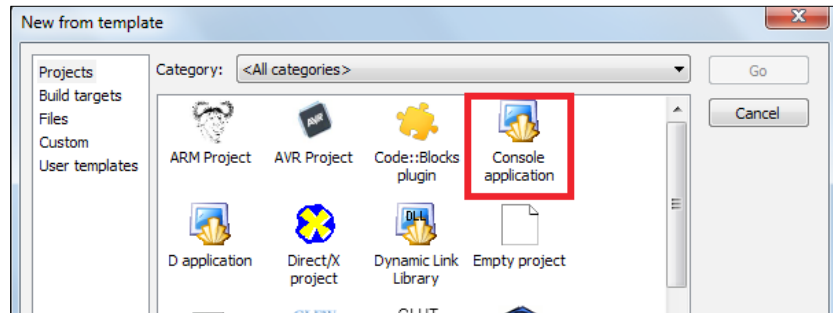 New from template
Projects
Build targets
Files
Custom
User templates
Category: <All categories>
Go
Cancel
AVR
ARM Project AVR Project Code::Blocks plugin Console application
DLL
D application Direct/X project Dynamic Link Library Empty project